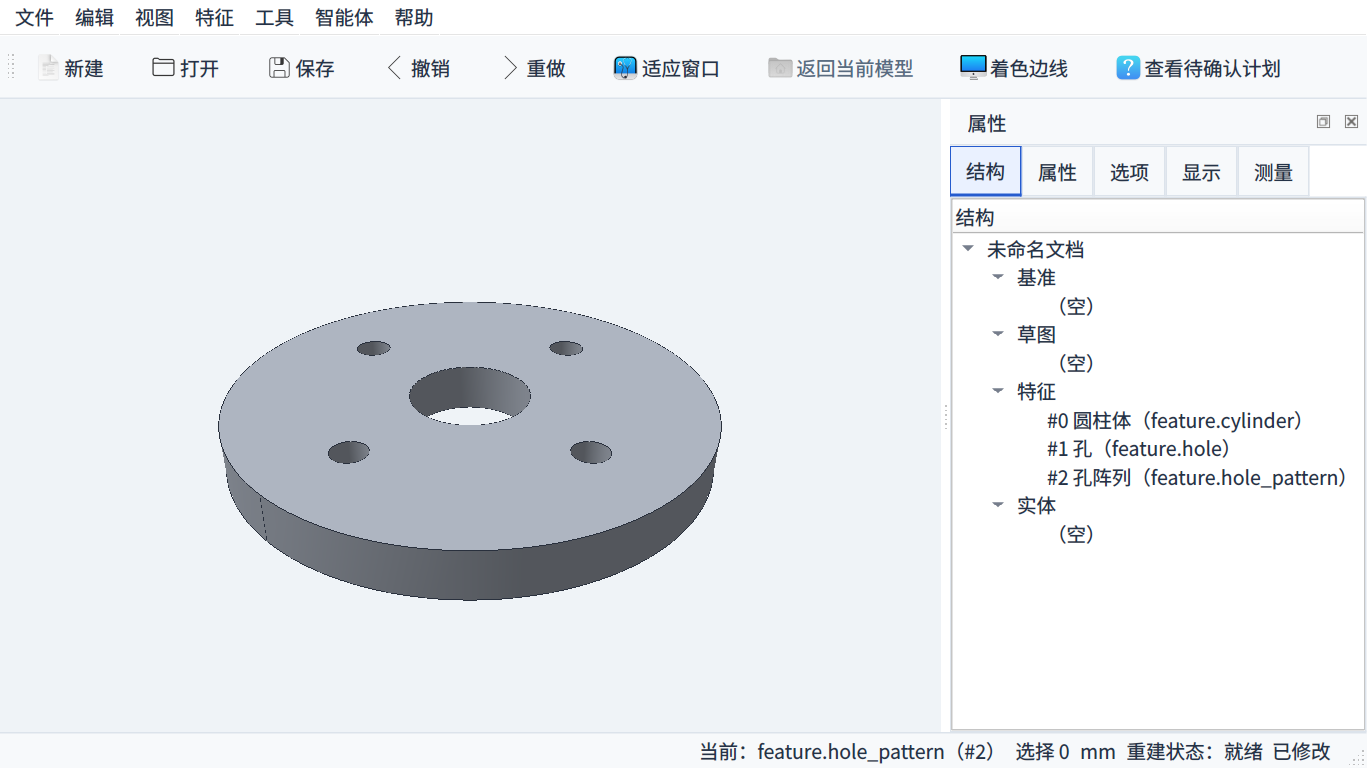 文件 编辑 视图 特征 工具 智能体 帮助
新建 打开 保存 撤销 重做 适应窗口 返回当前模型 着色边线 查看待确认计划
属性
结构 属性 选项 显示 测量
结构
未命名文档
基准
（空）
草图
（空）
特征
#0 圆柱体（feature.cylinder）
#1 孔（feature.hole）
#2 孔阵列（feature.hole_pattern）
实体
（空）
当前：feature.hole_pattern（#2） 选择 0 mm 重建状态：就绪 已修改